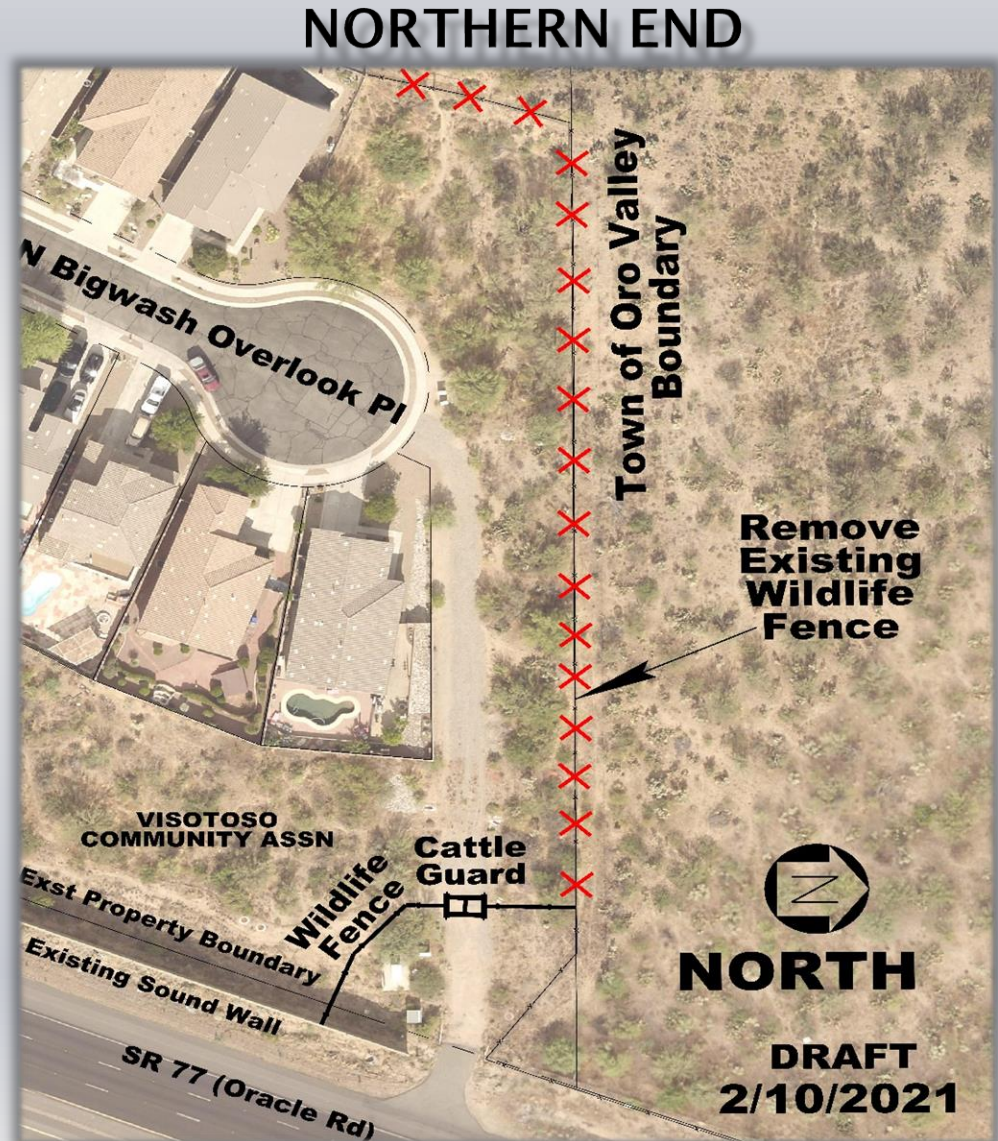 NORTHERN END
N Bigwash Overlook Pl
Town of Oro Valley
Boundary
Remove
Existing
Wildlife
Fence
VISOTOSO
COMMUNITY ASSN
Cattle
Guard
Wildlife
Fence
Exst Property Boundary
Existing Sound Wall
SR 77 (Oracle Rd)
N
NORTH
DRAFT
2/10/2021